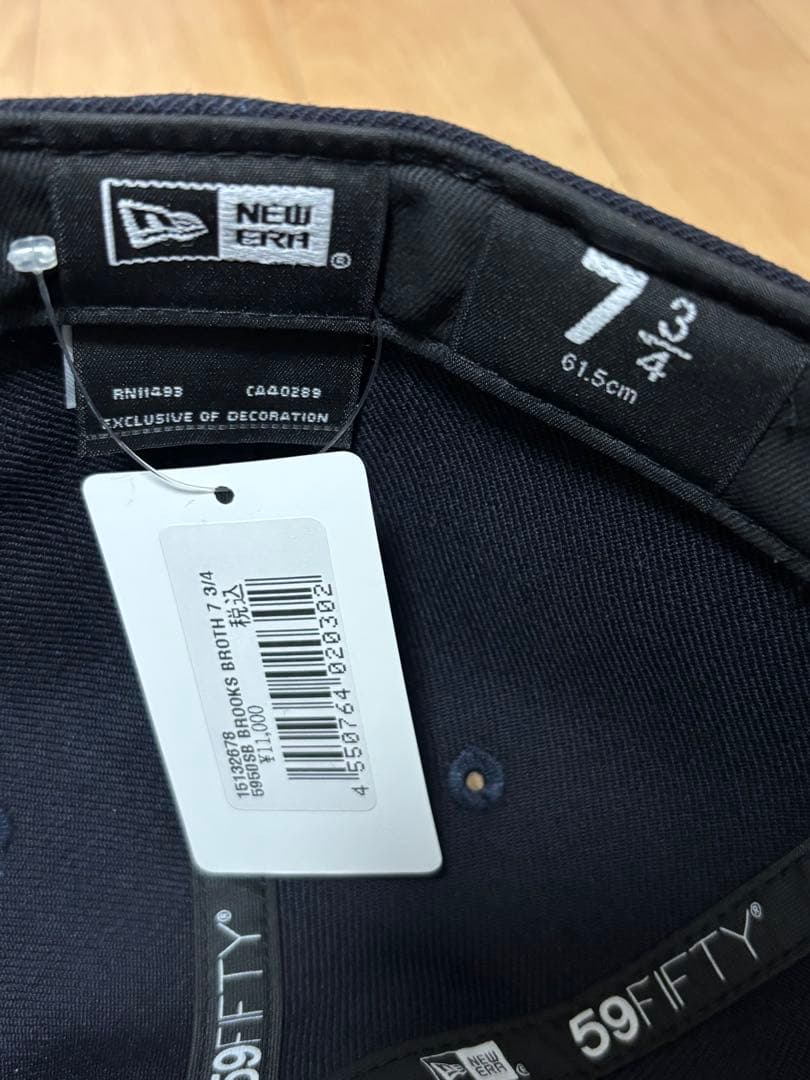 NEW
ERA
®
7 3/4
61.5cm
RN11493 CA40289
EXCLUSIVE OF DECORATION
15132678
5950SB BROOKS BROTH 7 3/4
¥11,000 税込
4 550764 020302
59FIFTY®
59FIFTY®
NEW
ERA
®